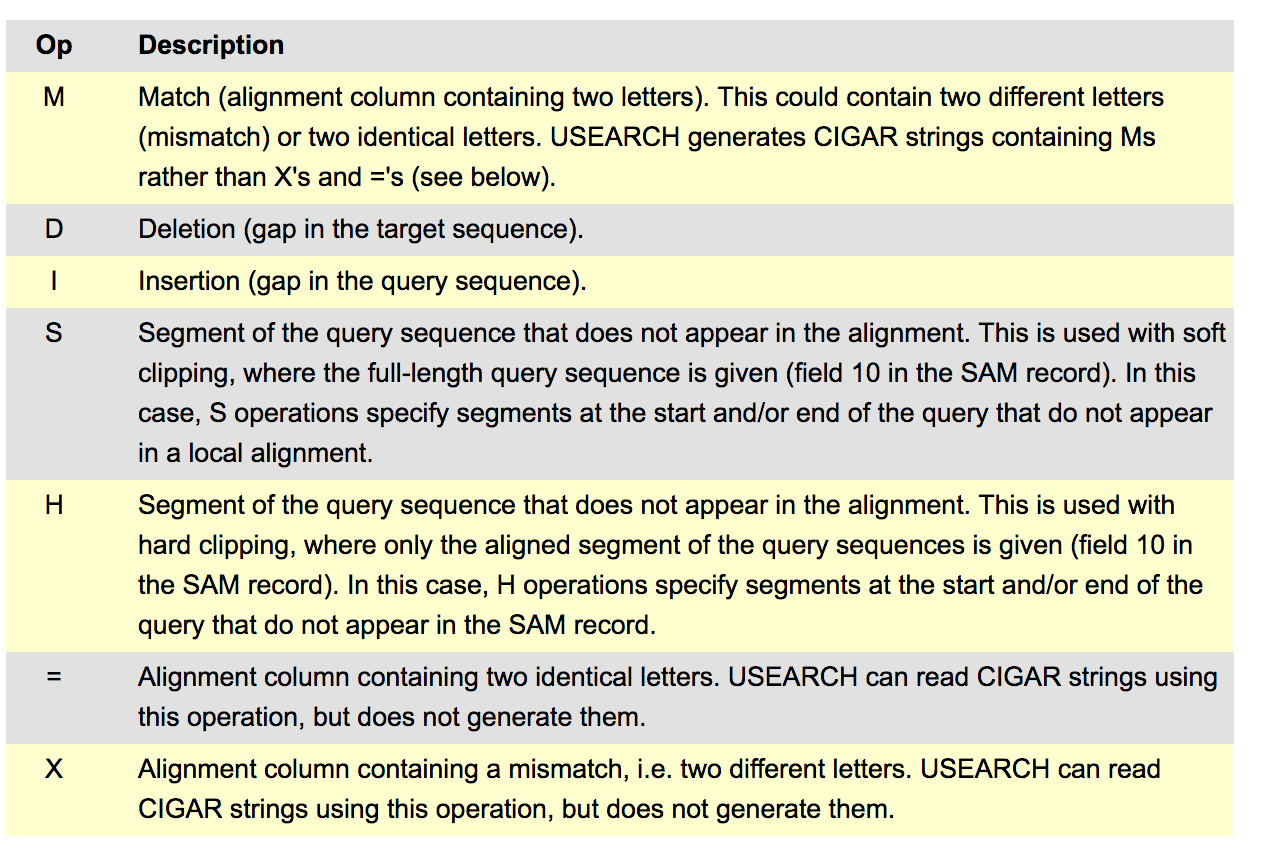 Op Description
M Match (alignment column containing two letters). This could contain two different letters
(mismatch) or two identical letters. USEARCH generates CIGAR strings containing Ms
rather than X's and ='s (see below).
D Deletion (gap in the target sequence).
I Insertion (gap in the query sequence).
S Segment of the query sequence that does not appear in the alignment. This is used with soft
clipping, where the full-length query sequence is given (field 10 in the SAM record). In this
case, S operations specify segments at the start and/or end of the query that do not appear
in a local alignment.
H Segment of the query sequence that does not appear in the alignment. This is used with
hard clipping, where only the aligned segment of the query sequences is given (field 10 in
the SAM record). In this case, H operations specify segments at the start and/or end of the
query that do not appear in the SAM record.
= Alignment column containing two identical letters. USEARCH can read CIGAR strings using
this operation, but does not generate them.
X Alignment column containing a mismatch, i.e. two different letters. USEARCH can read
CIGAR strings using this operation, but does not generate them.